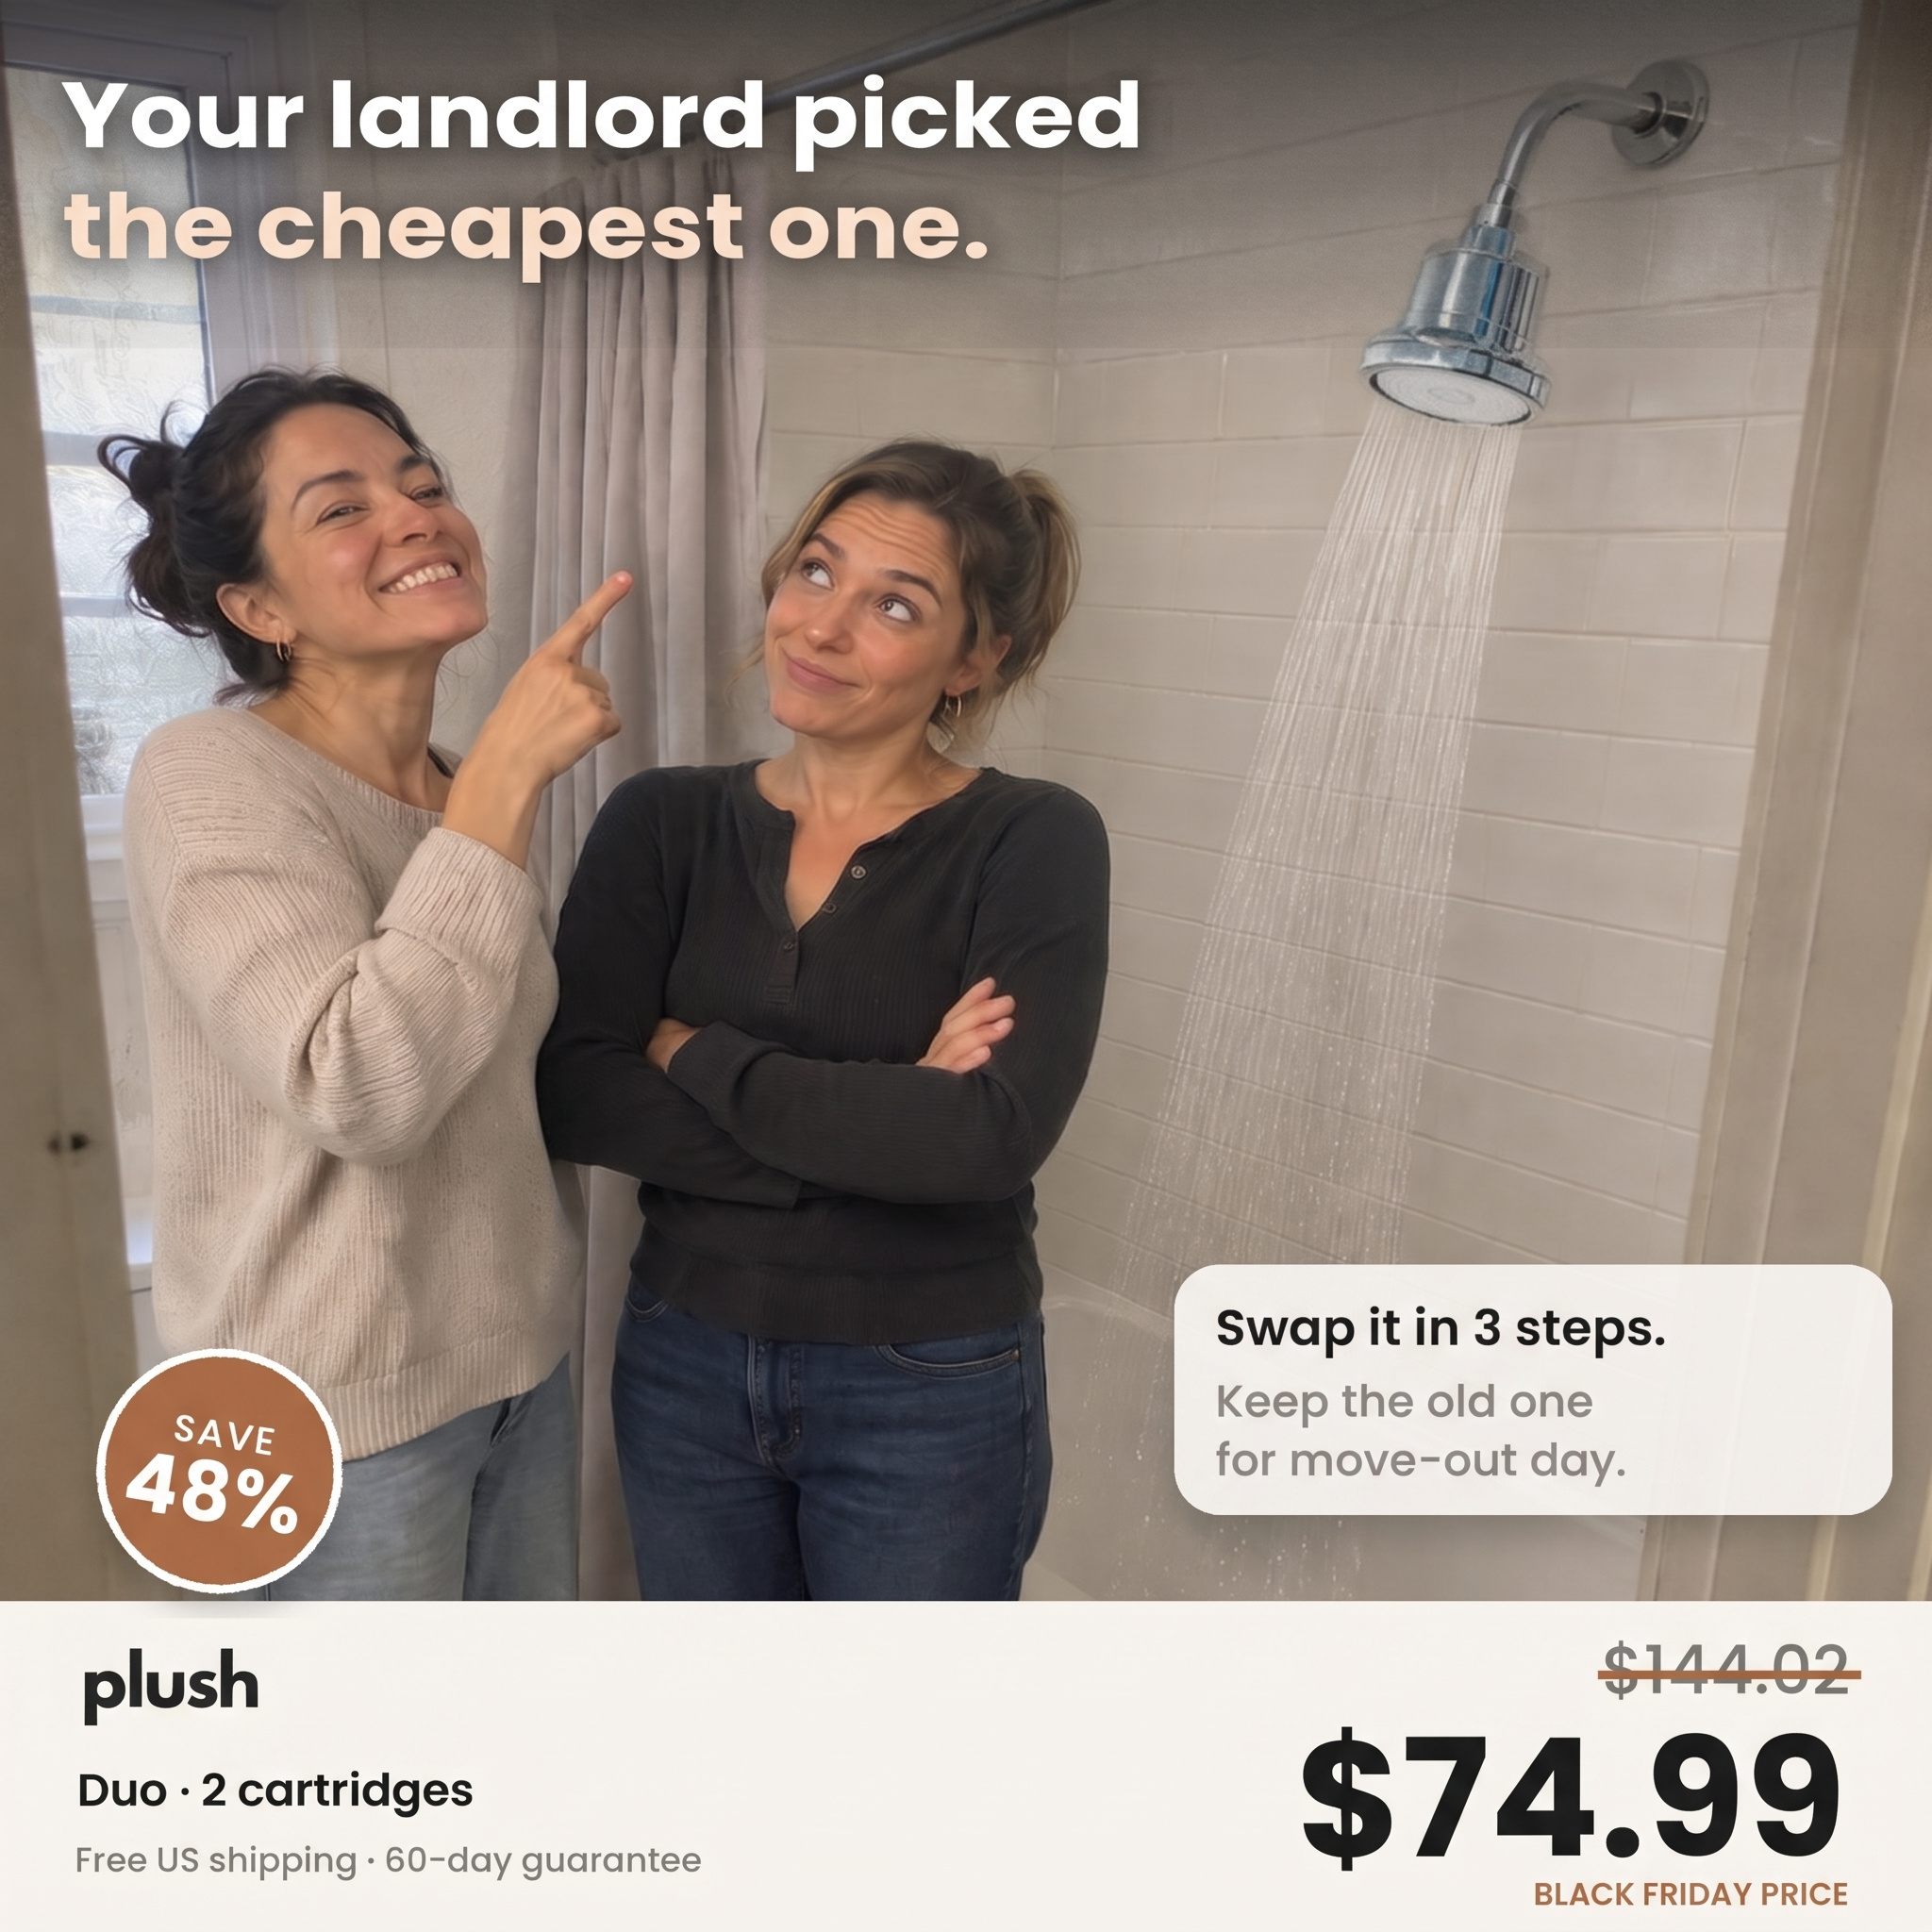 Your landlord picked
the cheapest one.
Swap it in 3 steps.
Keep the old one
for move-out day.
SAVE
48%
plush
Duo · 2 cartridges
Free US shipping · 60-day guarantee
$144.02
$74.99
BLACK FRIDAY PRICE